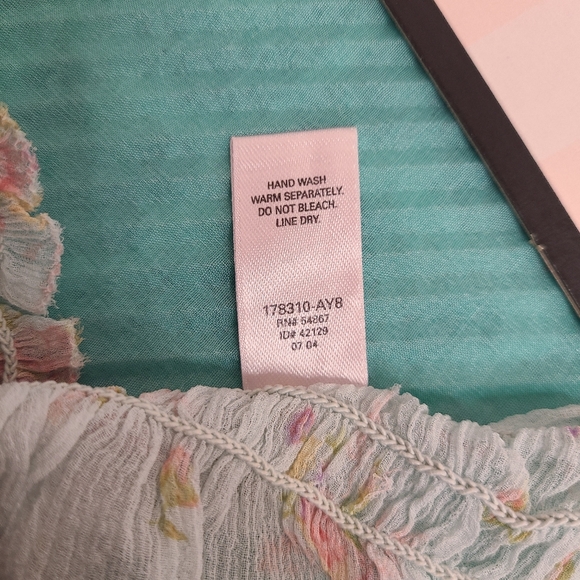 HAND WASH
WARM SEPARATELY.
DO NOT BLEACH.
LINE DRY.
178310-AY8
RN# 54867
ID# 42129
07 04